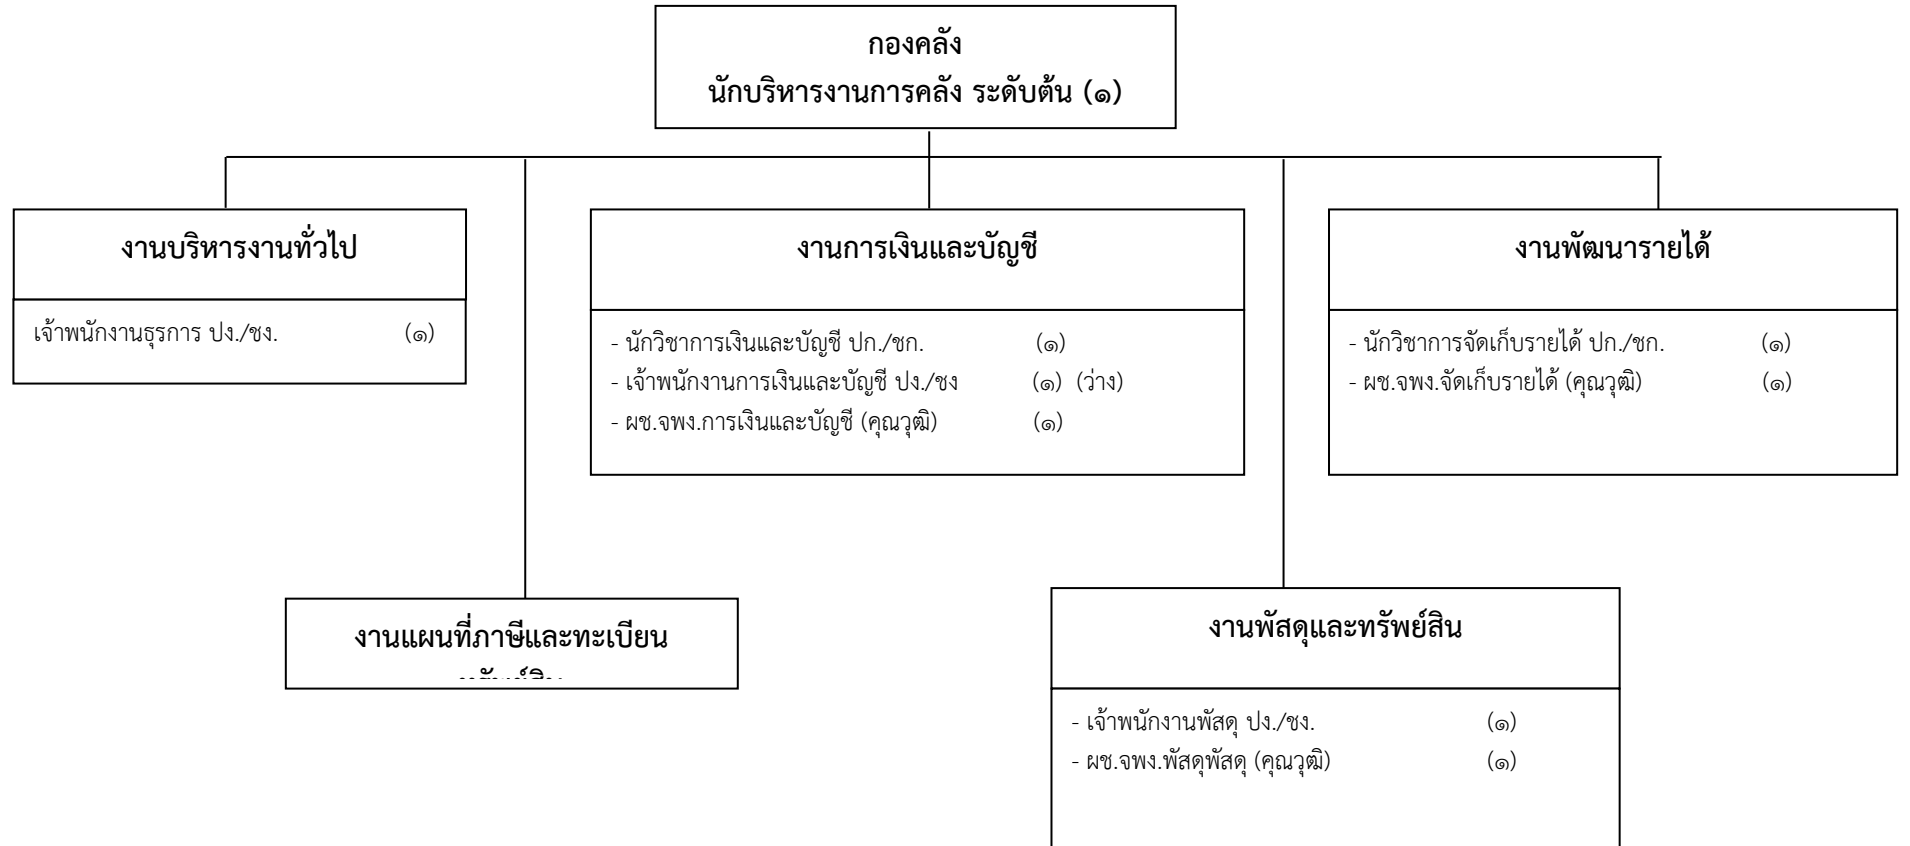 กองคลัง
นักบริหารงานการคลัง ระดับต้น (๑)
งานบริหารงานทั่วไป
เจ้าพนักงานธุรการ ปง./ชง. (๑)
งานการเงินและบัญชี
- นักวิชาการเงินและบัญชี ปก./ชก. (๑)
- เจ้าพนักงานการเงินและบัญชี ปง./ชง (๑) (ว่าง)
- ผช.จพง.การเงินและบัญชี (คุณวุฒิ) (๑)
งานพัฒนารายได้
- นักวิชาการจัดเก็บรายได้ ปก./ชก. (๑)
- ผช.จพง.จัดเก็บรายได้ (คุณวุฒิ) (๑)
งานแผนที่ภาษีและทะเบียน
งานพัสดุและทรัพย์สิน
- เจ้าพนักงานพัสดุ ปง./ชง. (๑)
- ผช.จพง.พัสดุพัสดุ (คุณวุฒิ) (๑)